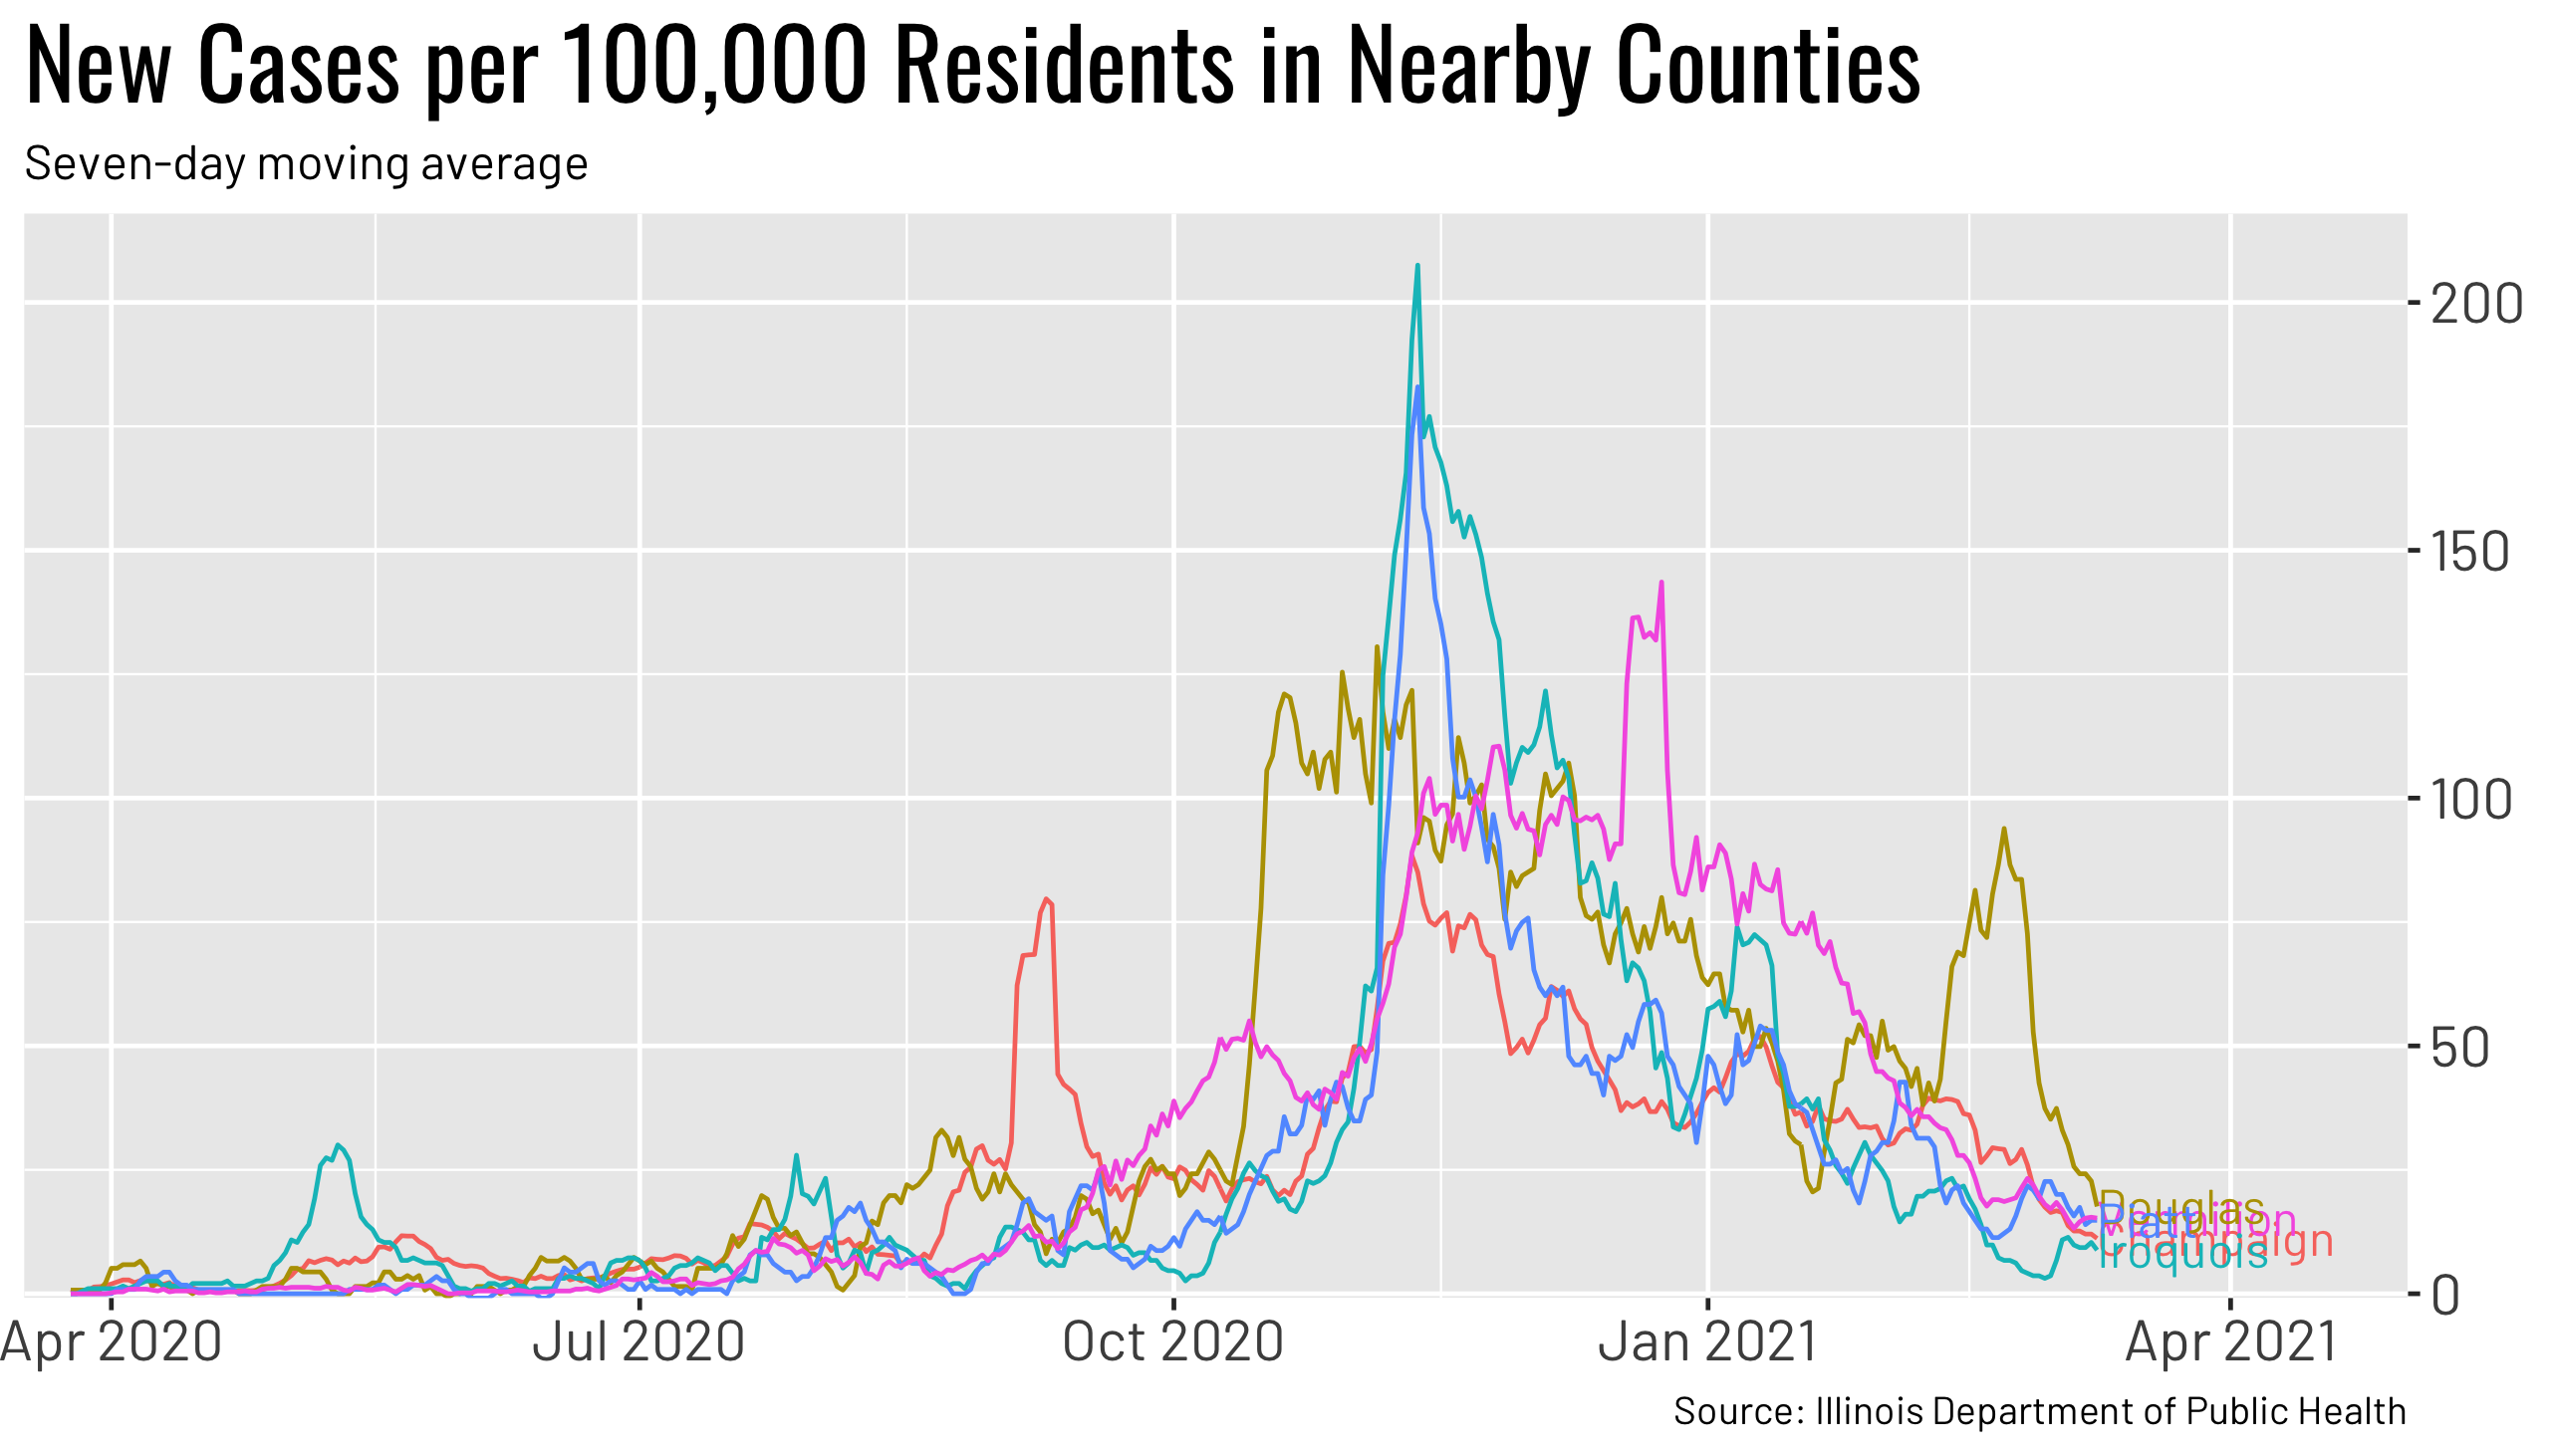 New Cases per 100,000 Residents in Nearby Counties
Seven-day moving average
200
150
100
50
0
Douglas
Vermilion
Champaign
Iroquois
Apr 2020 Jul 2020 Oct 2020 Jan 2021 Apr 2021
Source: Illinois Department of Public Health